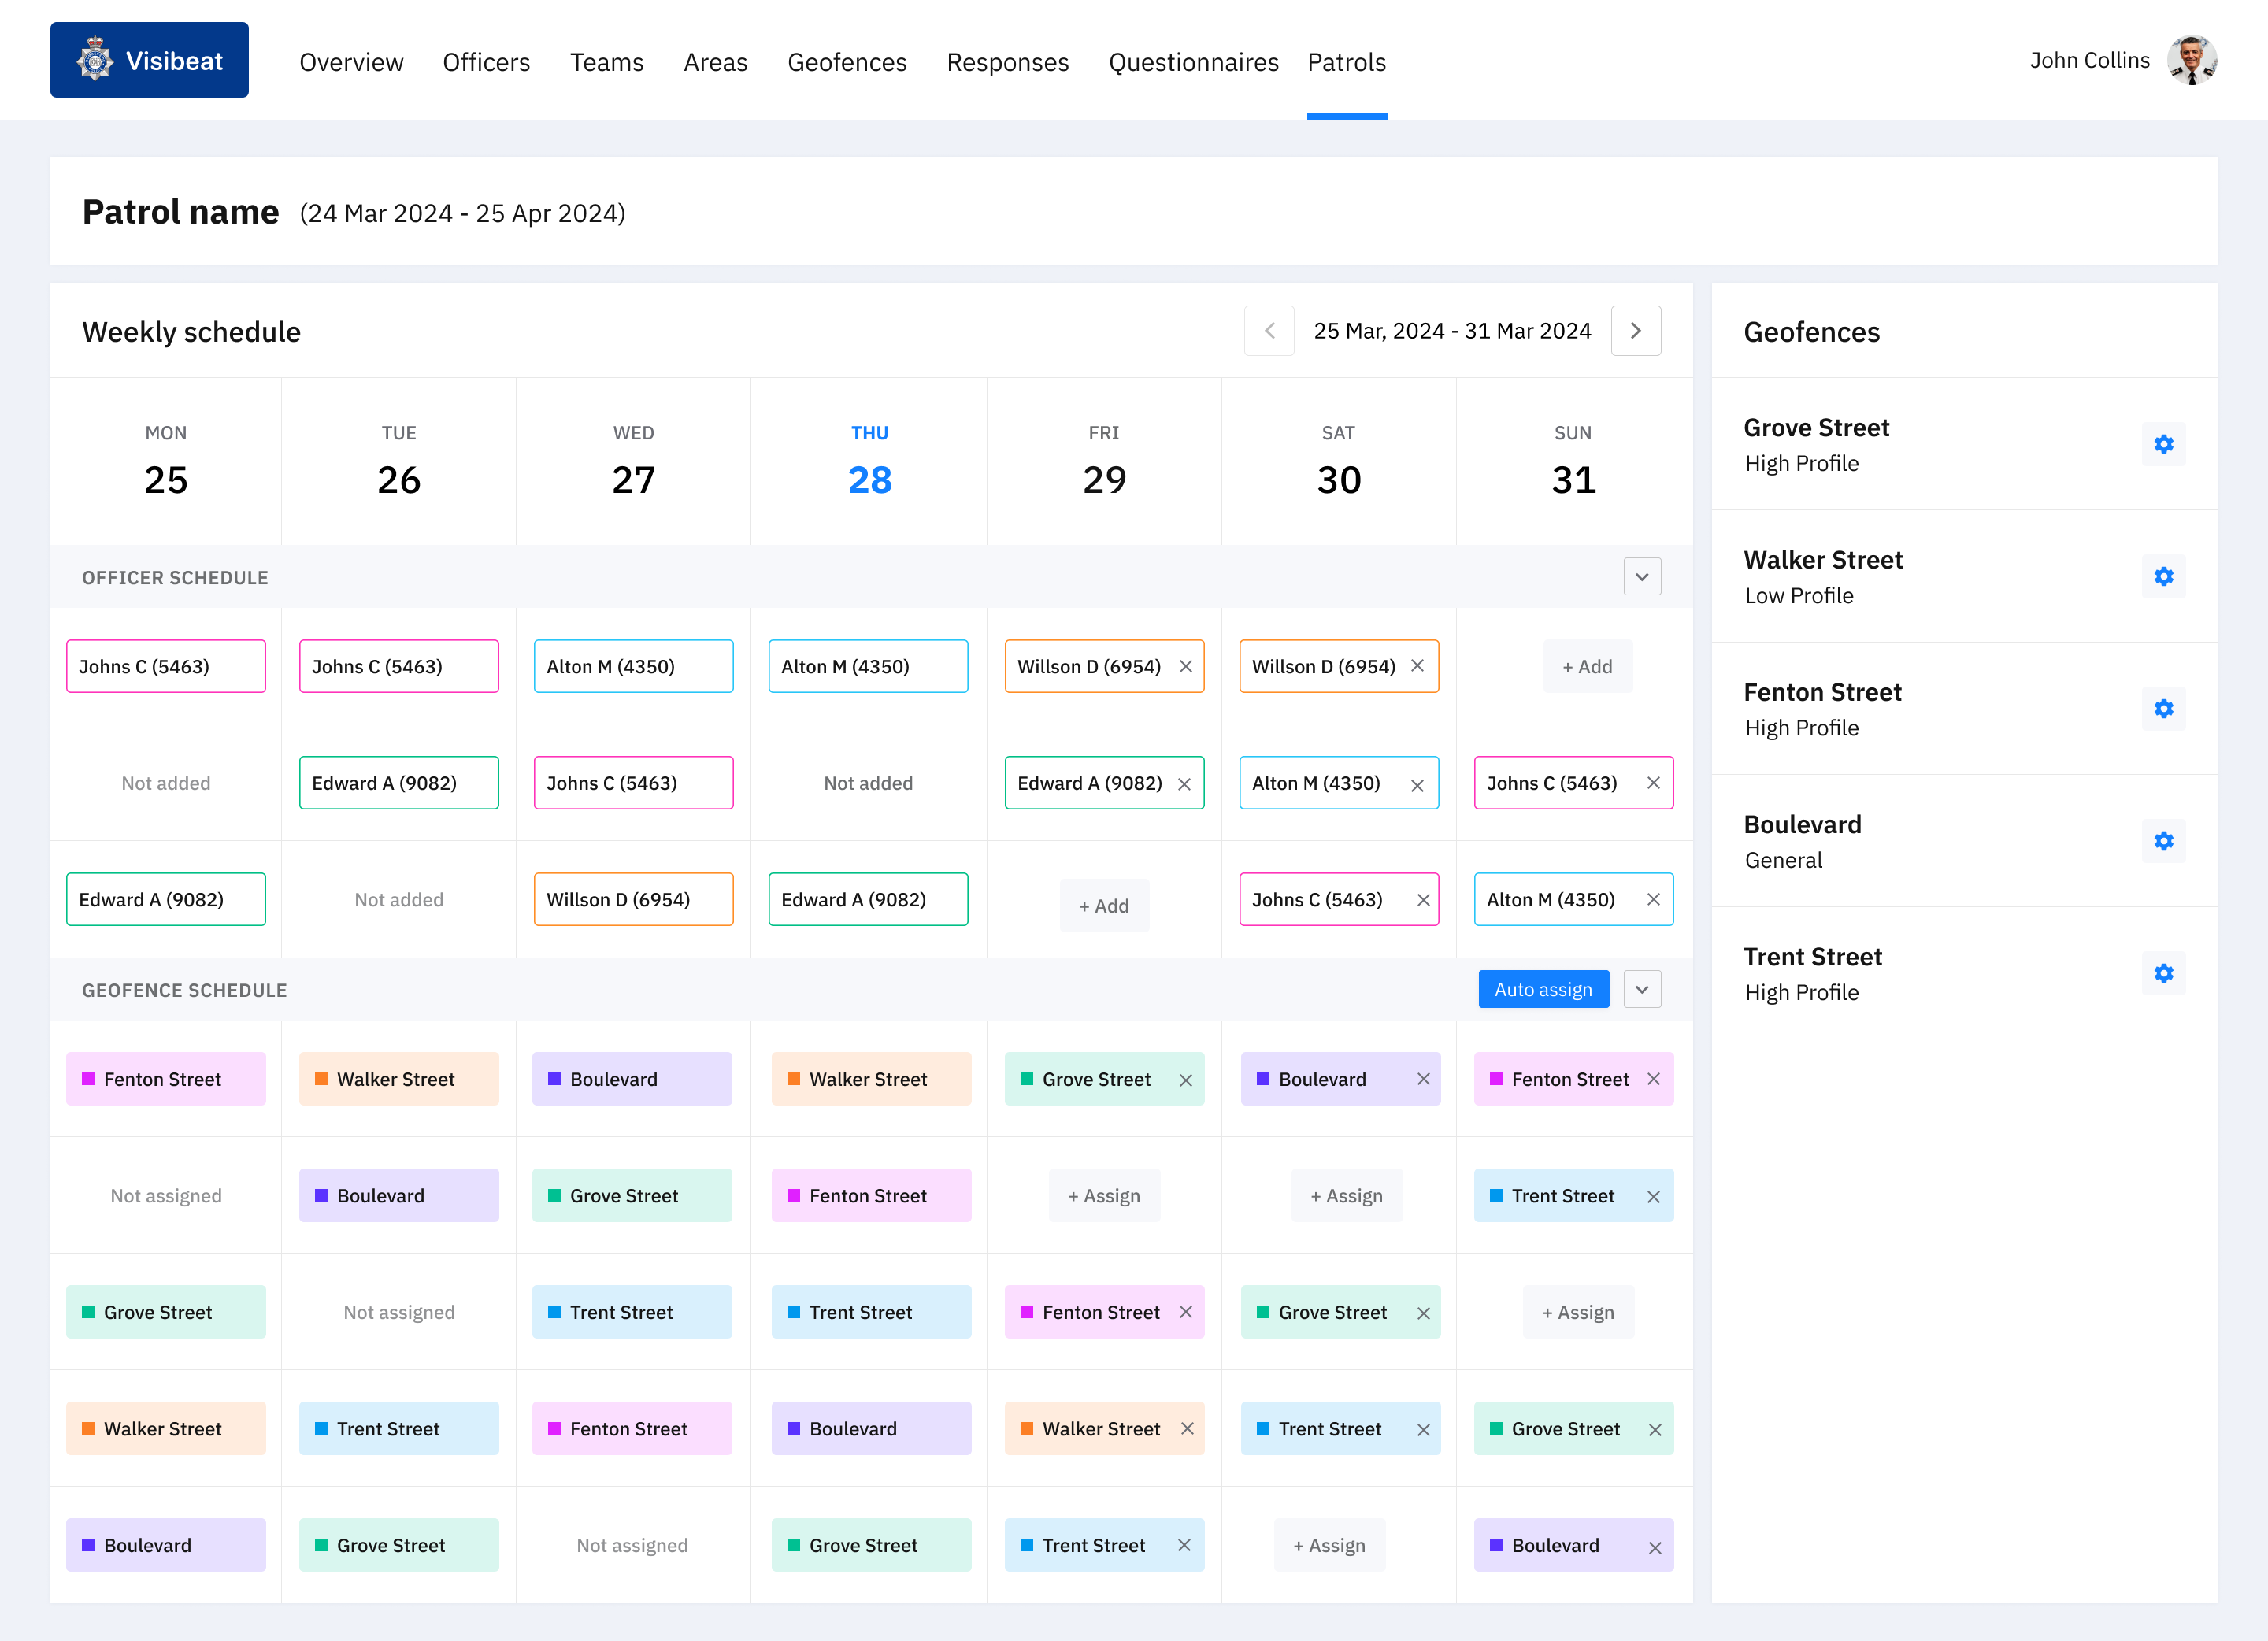 Visibeat
Overview Officers Teams Areas Geofences Responses Questionnaires Patrols
John Collins
Patrol name (24 Mar 2024 - 25 Apr 2024)
Weekly schedule
25 Mar, 2024 - 31 Mar 2024
MON TUE WED THU FRI SAT SUN
25 26 27 28 29 30 31
OFFICER SCHEDULE
Johns C (5463) Johns C (5463) Alton M (4350) Alton M (4350) Willson D (6954) Willson D (6954) + Add
Not added Edward A (9082) Johns C (5463) Not added Edward A (9082) Alton M (4350) Johns C (5463)
Edward A (9082) Not added Willson D (6954) Edward A (9082) + Add Johns C (5463) Alton M (4350)
GEOFENCE SCHEDULE Auto assign
Fenton Street Walker Street Boulevard Walker Street Grove Street Boulevard Fenton Street
Not assigned Boulevard Grove Street Fenton Street + Assign + Assign Trent Street
Grove Street Not assigned Trent Street Trent Street Fenton Street Grove Street + Assign
Walker Street Trent Street Fenton Street Boulevard Walker Street Trent Street Grove Street
Boulevard Grove Street Not assigned Grove Street Trent Street + Assign Boulevard
Geofences
Grove Street
High Profile
Walker Street
Low Profile
Fenton Street
High Profile
Boulevard
General
Trent Street
High Profile